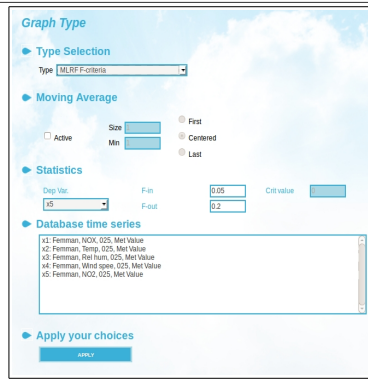 Graph Type
Type Selection
Type MLRF F-criteria
Moving Average
Active
Size
Min
First
Centered
Last
Statistics
Dep Var. F-in 0.05 Crit value
x5 F-out 0.2
Database time series
x1: Femman, NOX, 025, Met Value
x2: Femman, Temp, 025, Met Value
x3: Femman, Rel hum, 025, Met Value
x4: Femman, Wind spee, 025, Met Value
x5: Femman, NO2, 025, Met Value
Apply your choices
APPLY